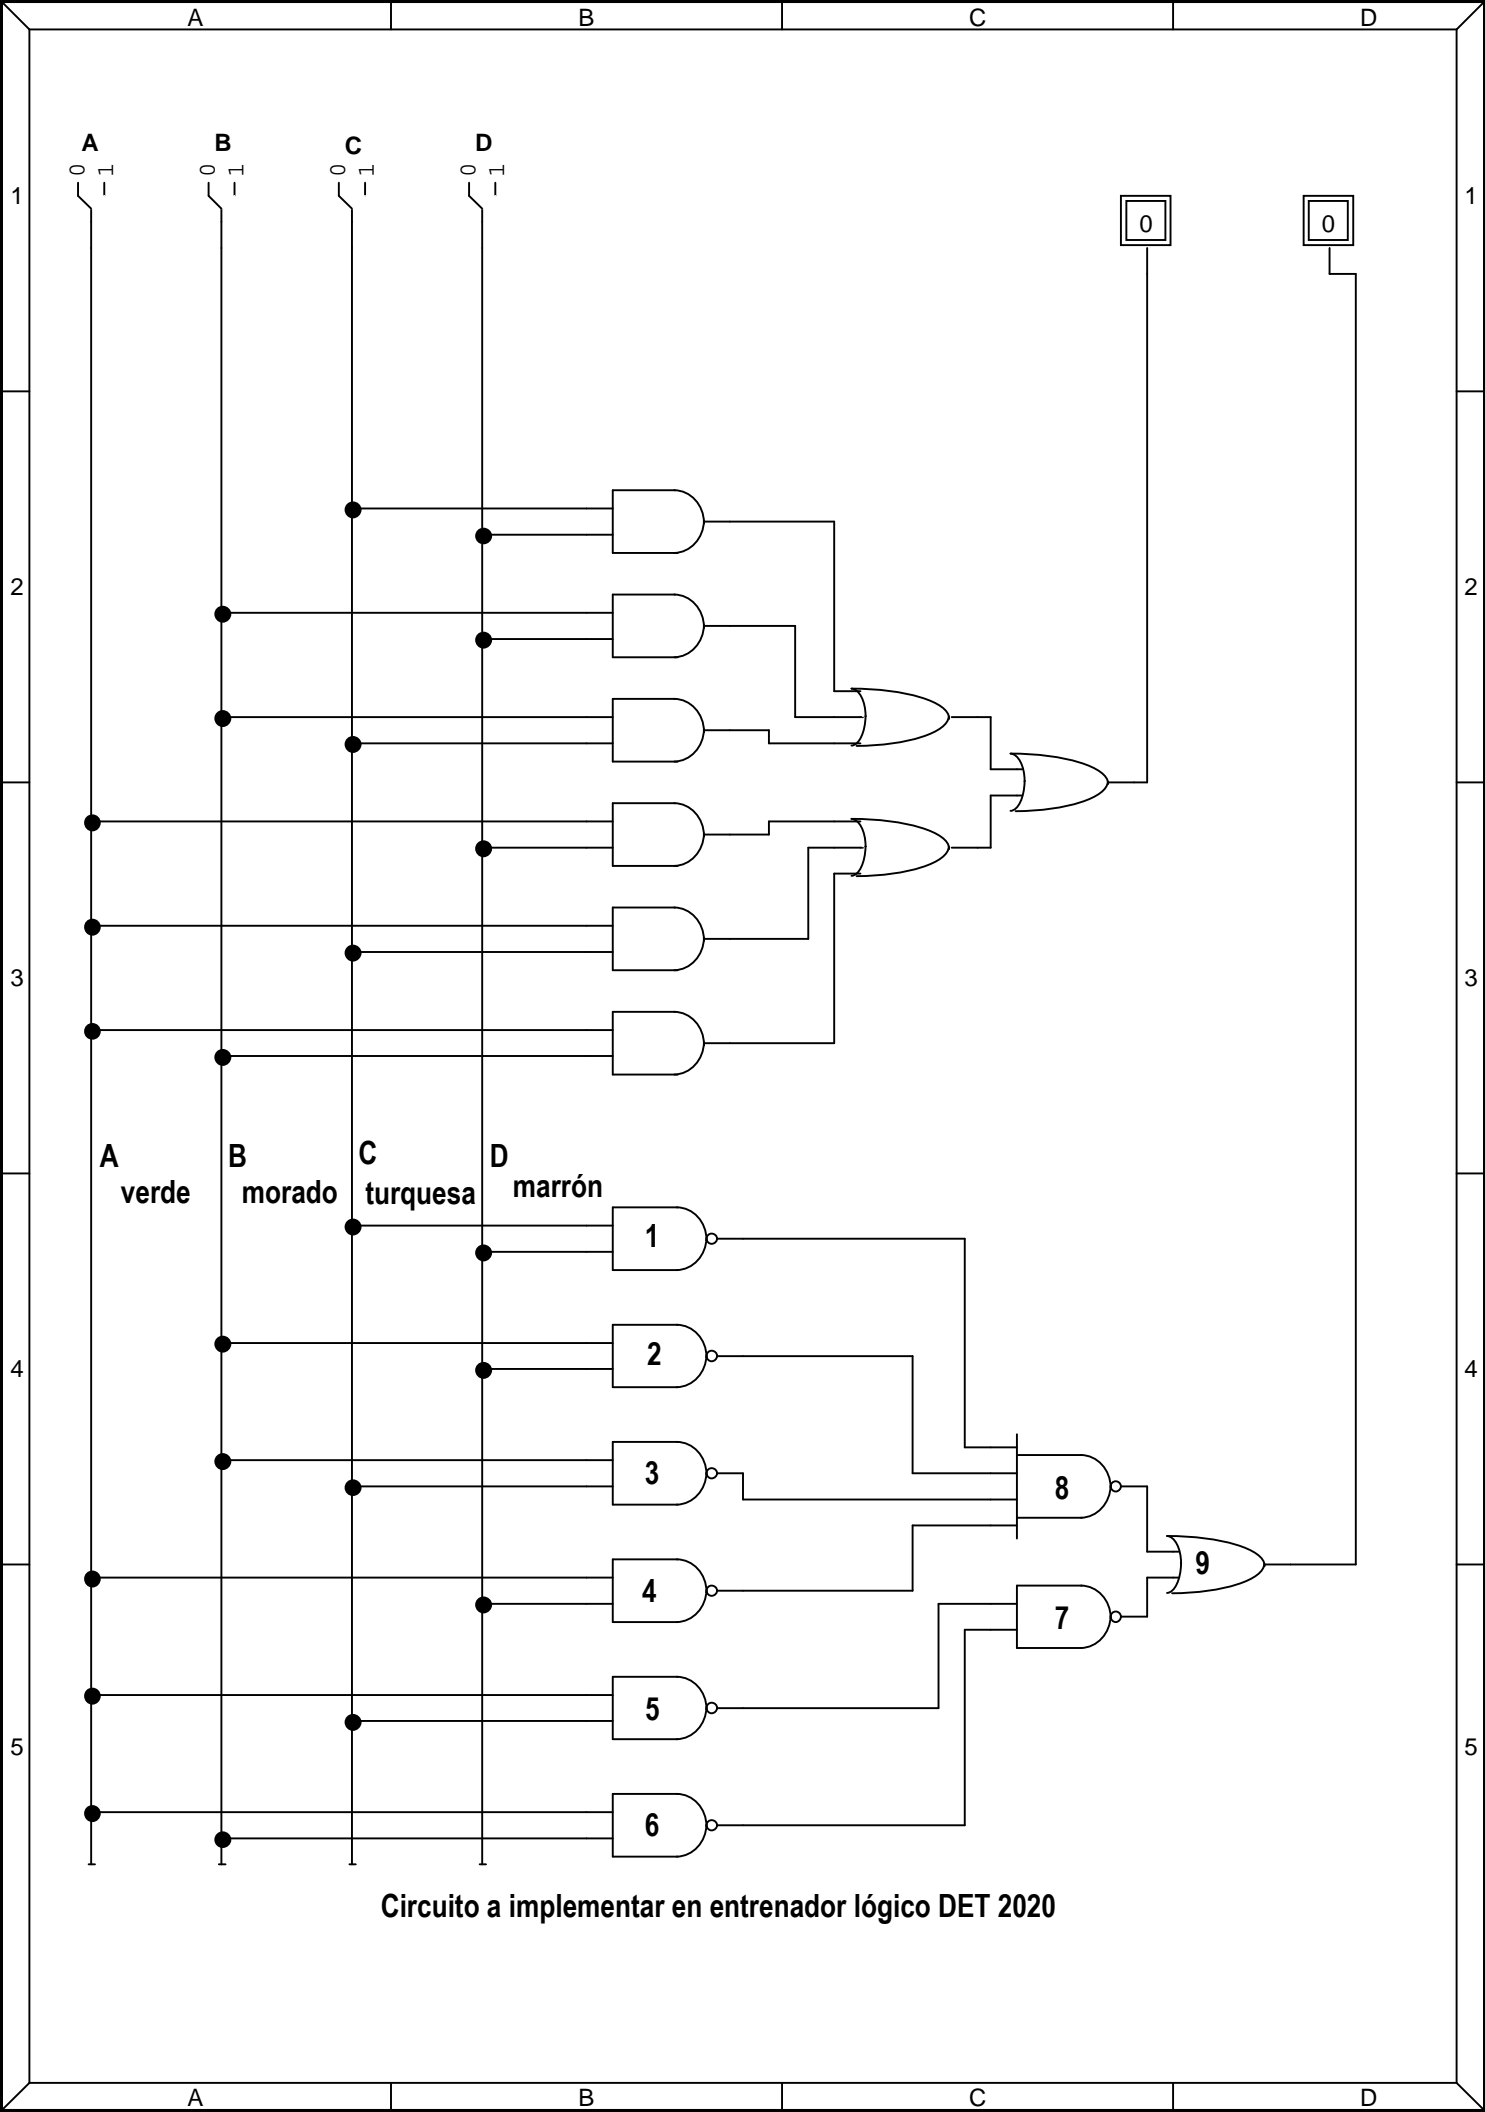 A B C D
A B C D
0 1 0 1 0 1 0 1
1 1
0 0
2 2
3 3
A B C D
verde morado turquesa marrón
1
2
4 4
3
8
9
4
7
5
5 5
6
Circuito a implementar en entrenador lógico DET 2020
A B C D